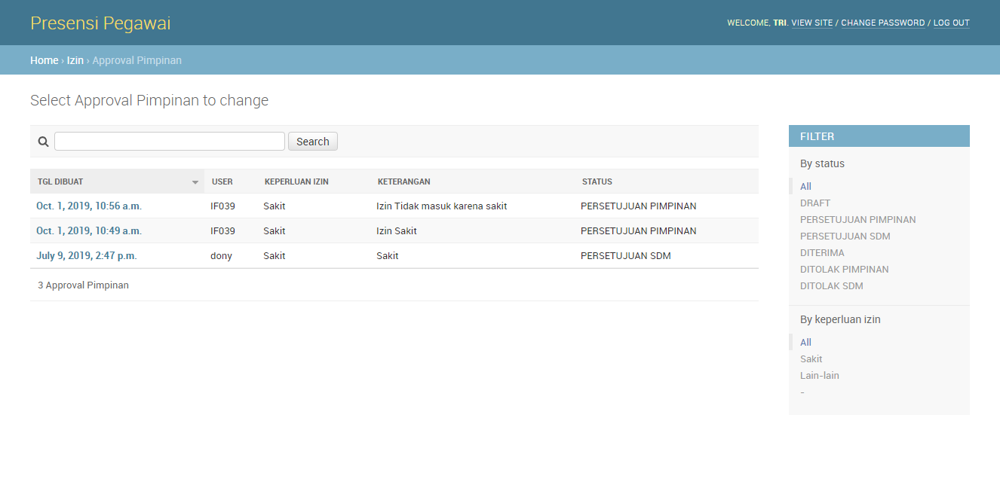 Presensi Pegawai
WELCOME, TRI. VIEW SITE / CHANGE PASSWORD / LOG OUT
Home › Izin › Approval Pimpinan
Select Approval Pimpinan to change
Search
TGL DIBUAT USER KEPERLUAN IZIN KETERANGAN STATUS
Oct. 1, 2019, 10:56 a.m. IF039 Sakit Izin Tidak masuk karena sakit PERSETUJUAN PIMPINAN
Oct. 1, 2019, 10:49 a.m. IF039 Sakit Izin Sakit PERSETUJUAN PIMPINAN
July 9, 2019, 2:47 p.m. dony Sakit Sakit PERSETUJUAN SDM
3 Approval Pimpinan
FILTER
By status
All
DRAFT
PERSETUJUAN PIMPINAN
PERSETUJUAN SDM
DITERIMA
DITOLAK PIMPINAN
DITOLAK SDM
By keperluan izin
All
Sakit
Lain-lain
-